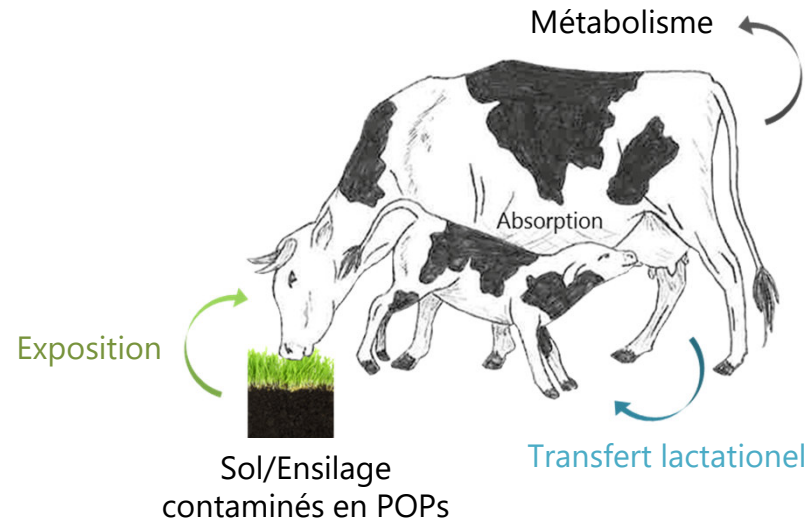 Métabolisme
Absorption
Exposition
Sol/Ensilage
contaminés en POPs
Transfert lactationel